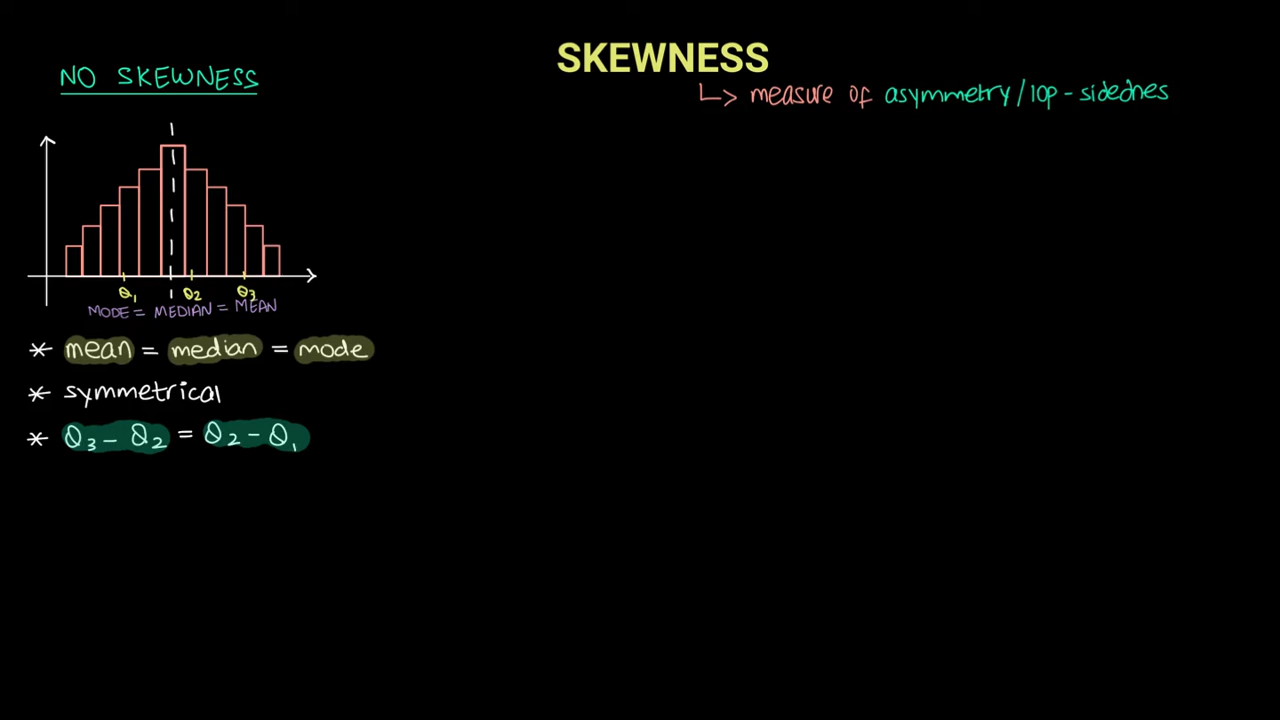 SKEWNESS
NO SKEWNESS
↳ measure of asymmetry/lop-sidednes
Q₁ Q₂ Q₃
MODE = MEDIAN = MEAN
* mean = median = mode
* symmetrical
* Q₃ - Q₂ = Q₂ - Q₁